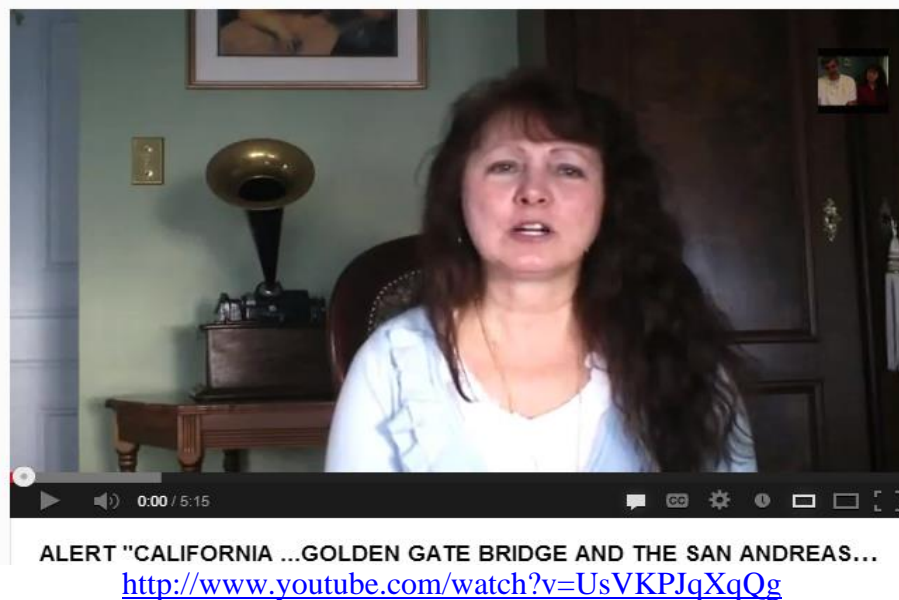 0:00 / 5:15
CC
ALERT "CALIFORNIA ...GOLDEN GATE BRIDGE AND THE SAN ANDREAS...
http://www.youtube.com/watch?v=UsVKPJqXqQg